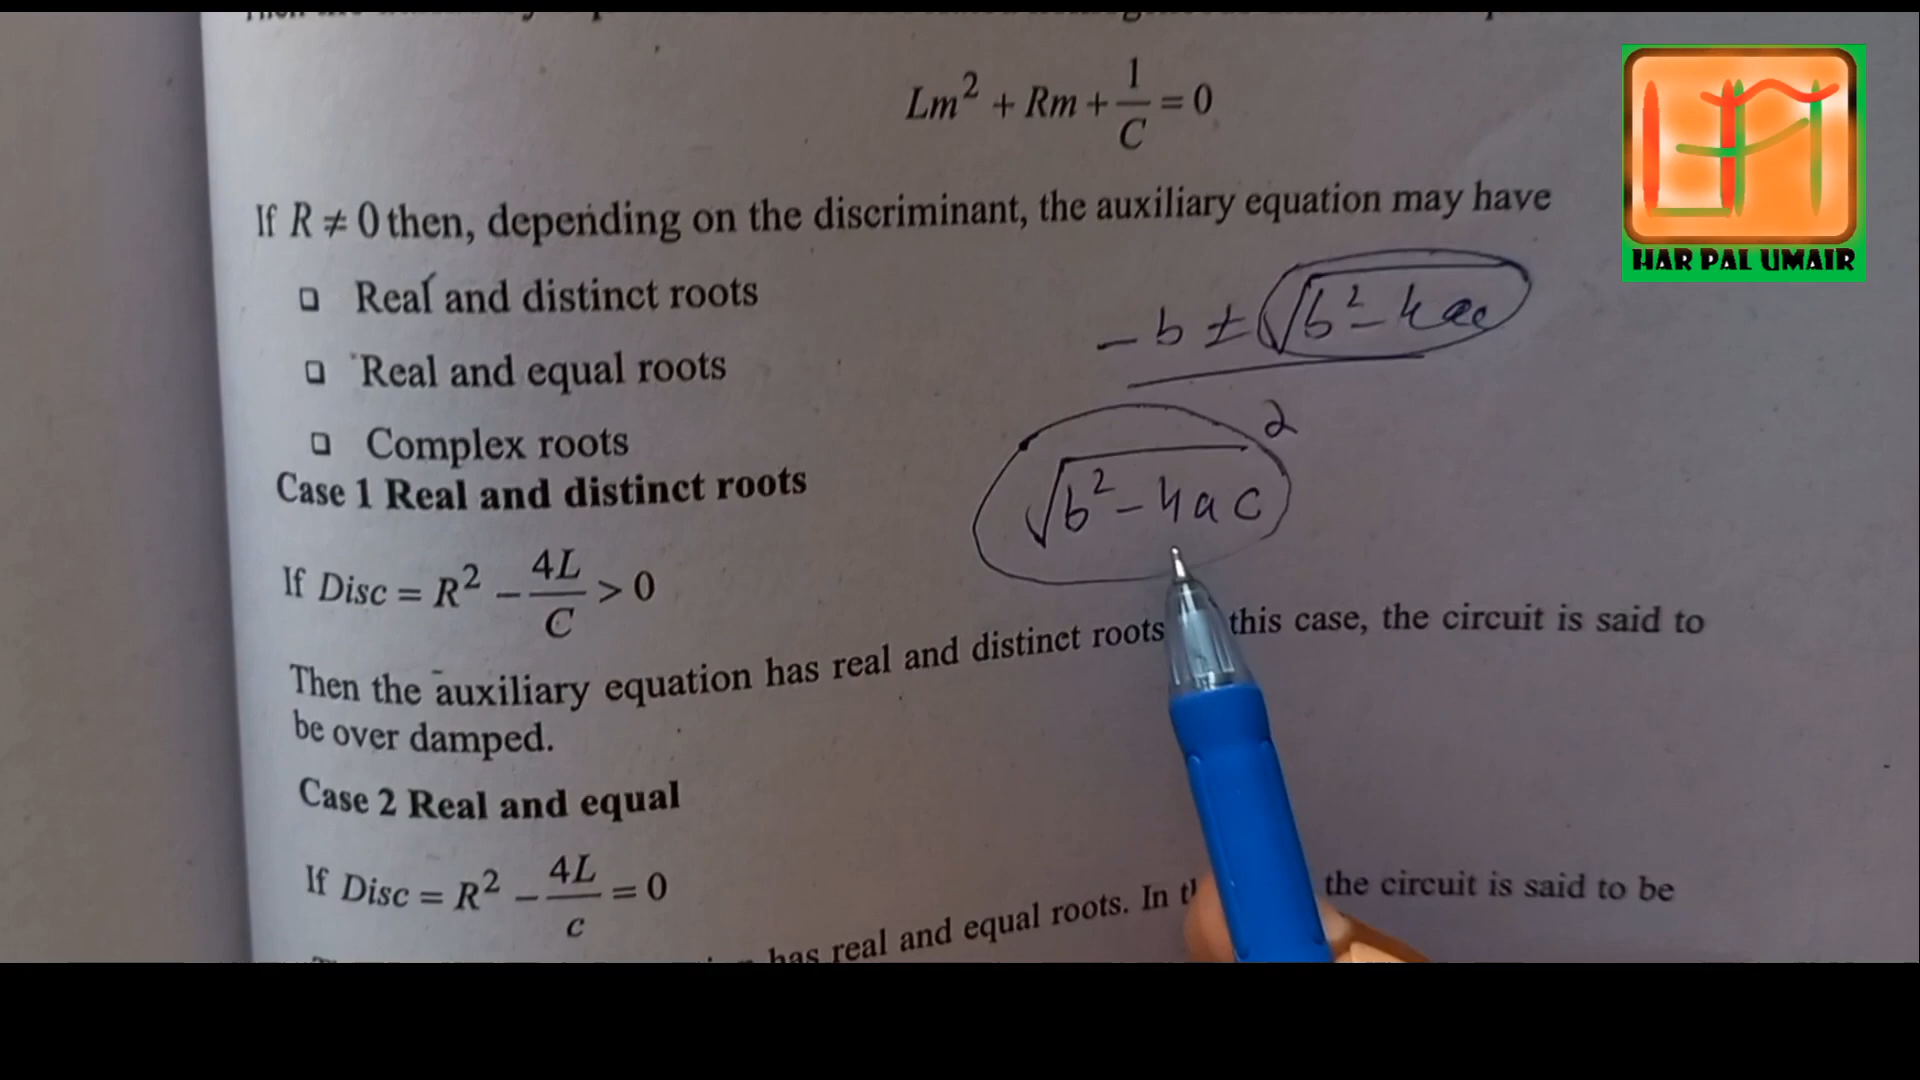 Lm² + Rm + 1/C = 0
HAR PAL UMAIR
If R ≠ 0 then, depending on the discriminant, the auxiliary equation may have
❑ Real and distinct roots
−b ± √b²−4ac
❑ Real and equal roots
2
❑ Complex roots
Case 1 Real and distinct roots
√b²−4ac
If Disc = R² − 4L/C > 0
Then the auxiliary equation has real and distinct roots this case, the circuit is said to
be over damped.
Case 2 Real and equal
If Disc = R² − 4L/c = 0
has real and equal roots. In the circuit is said to be